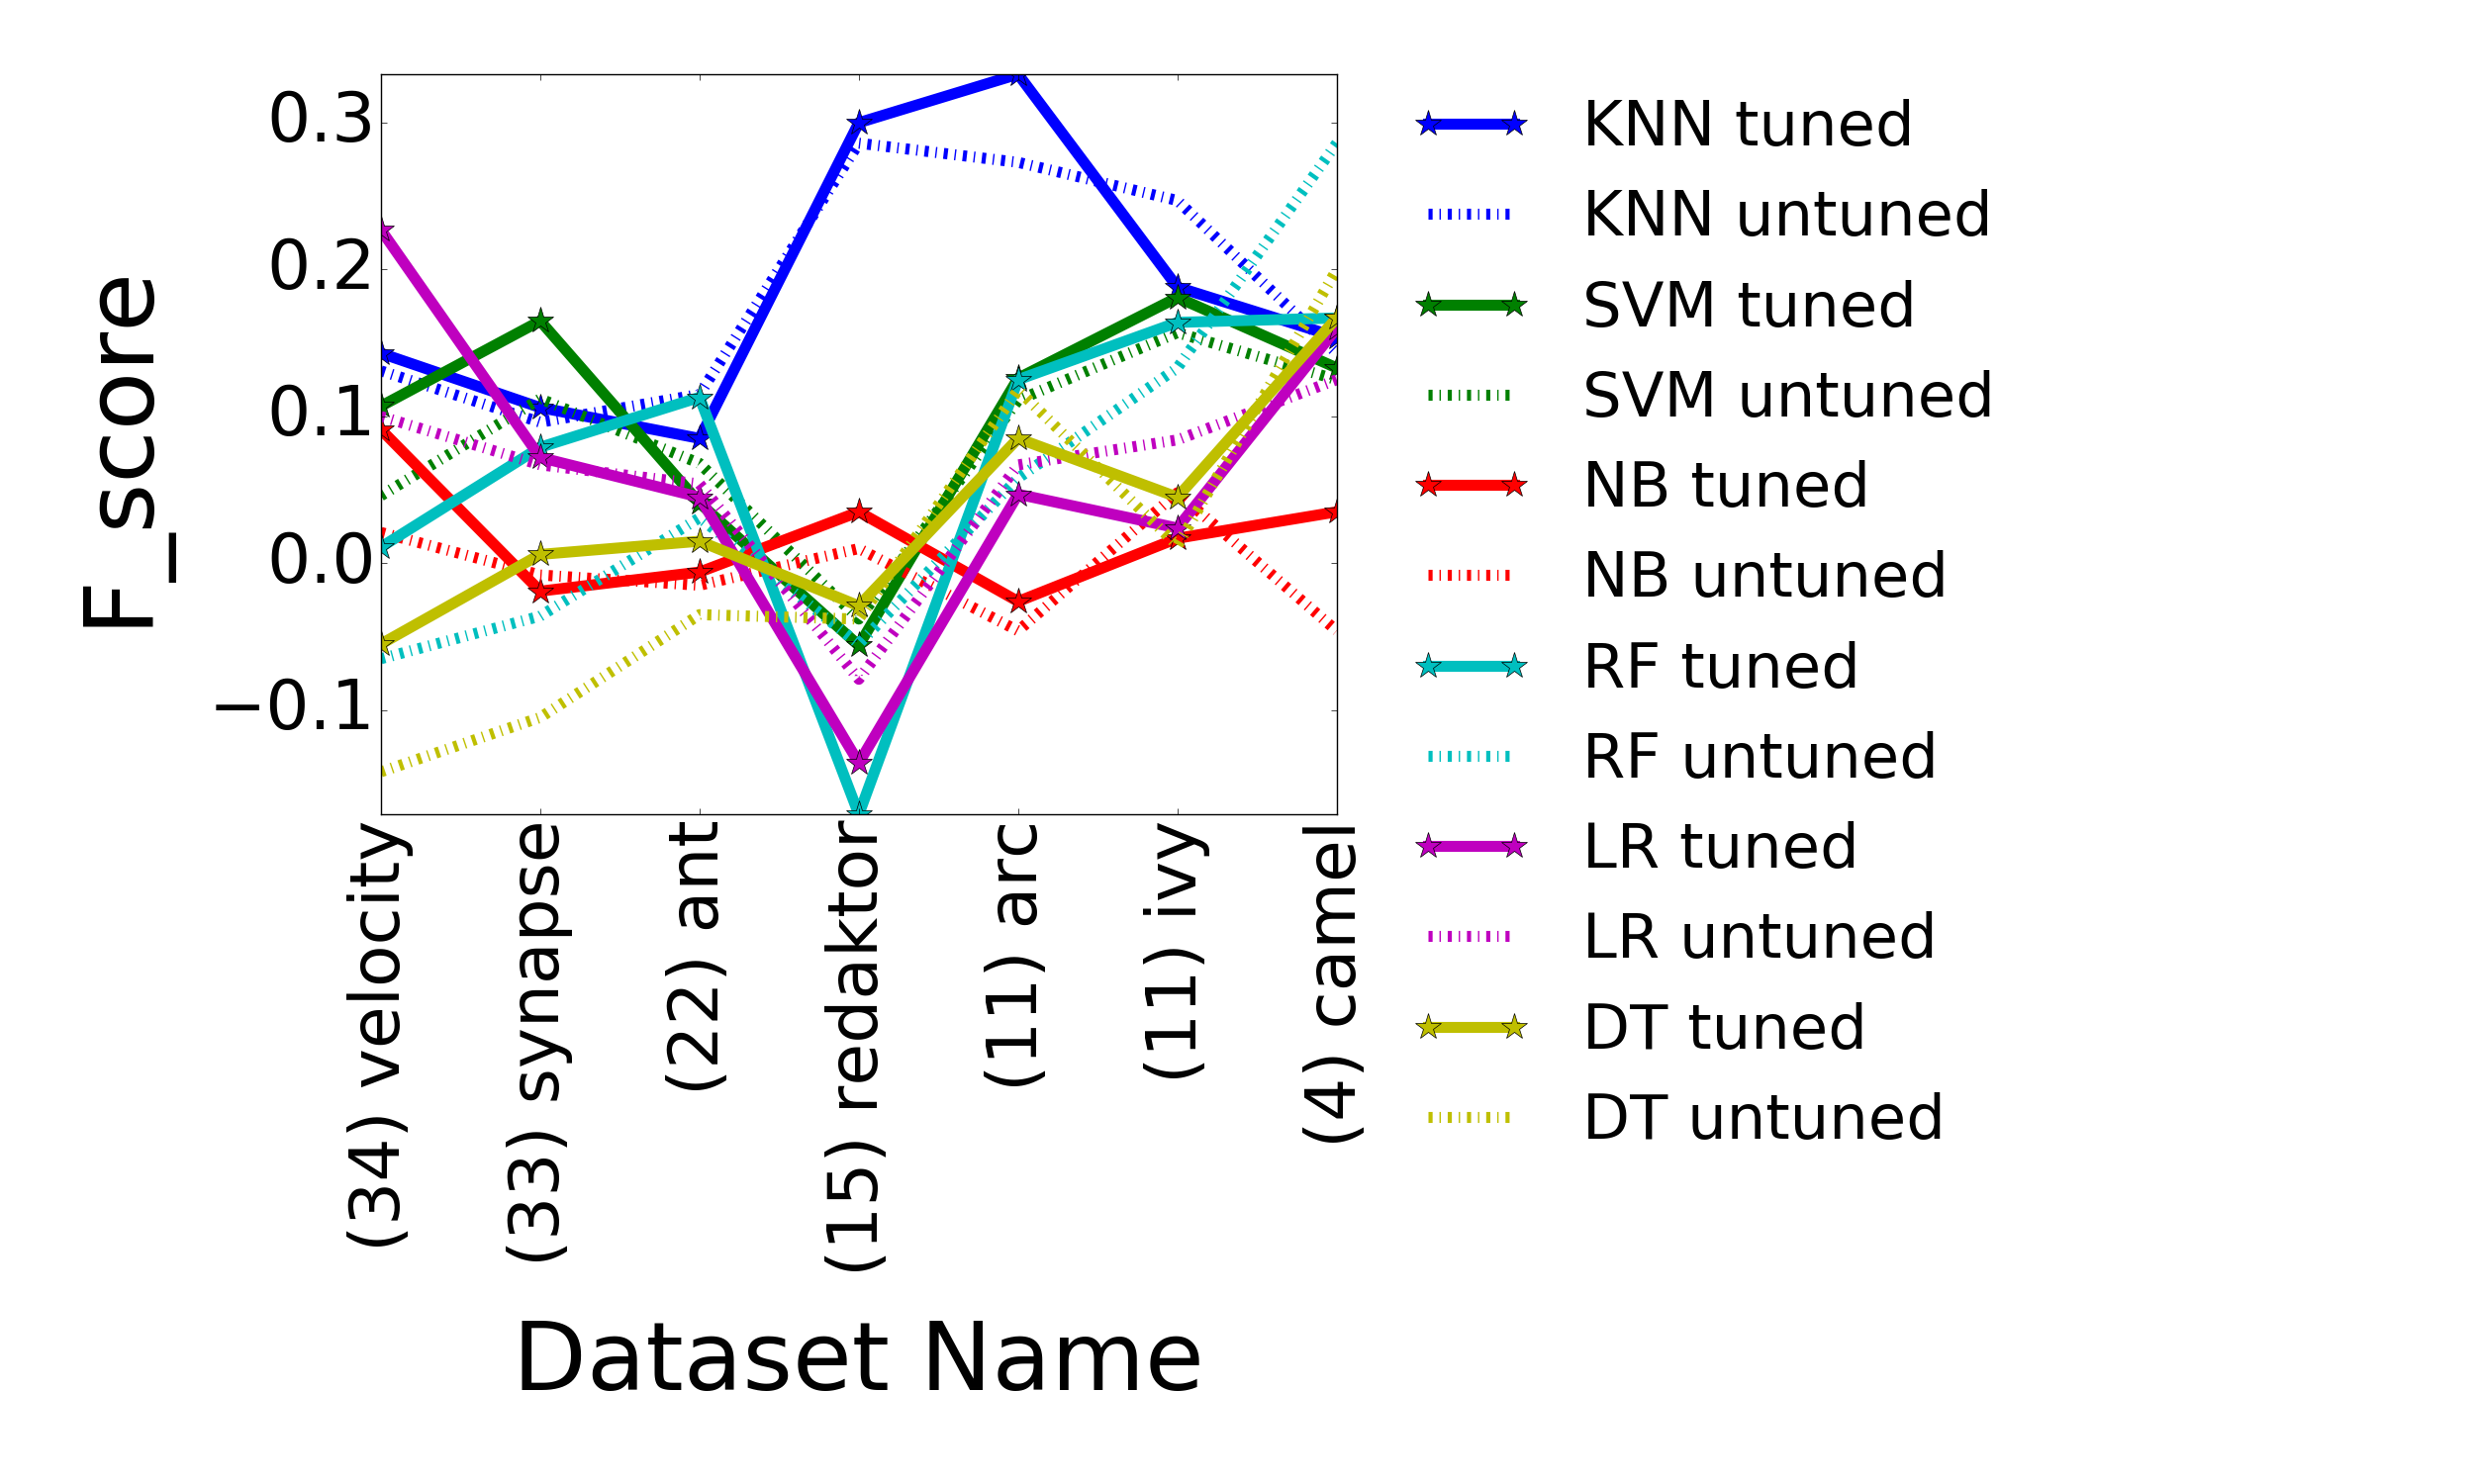 F_score
0.3
0.2
0.1
0.0
−0.1
(34) velocity
(33) synapse
(22) ant
(15) redaktor
(11) arc
(11) ivy
(4) camel
Dataset Name
KNN tuned
KNN untuned
SVM tuned
SVM untuned
NB tuned
NB untuned
RF tuned
RF untuned
LR tuned
LR untuned
DT tuned
DT untuned